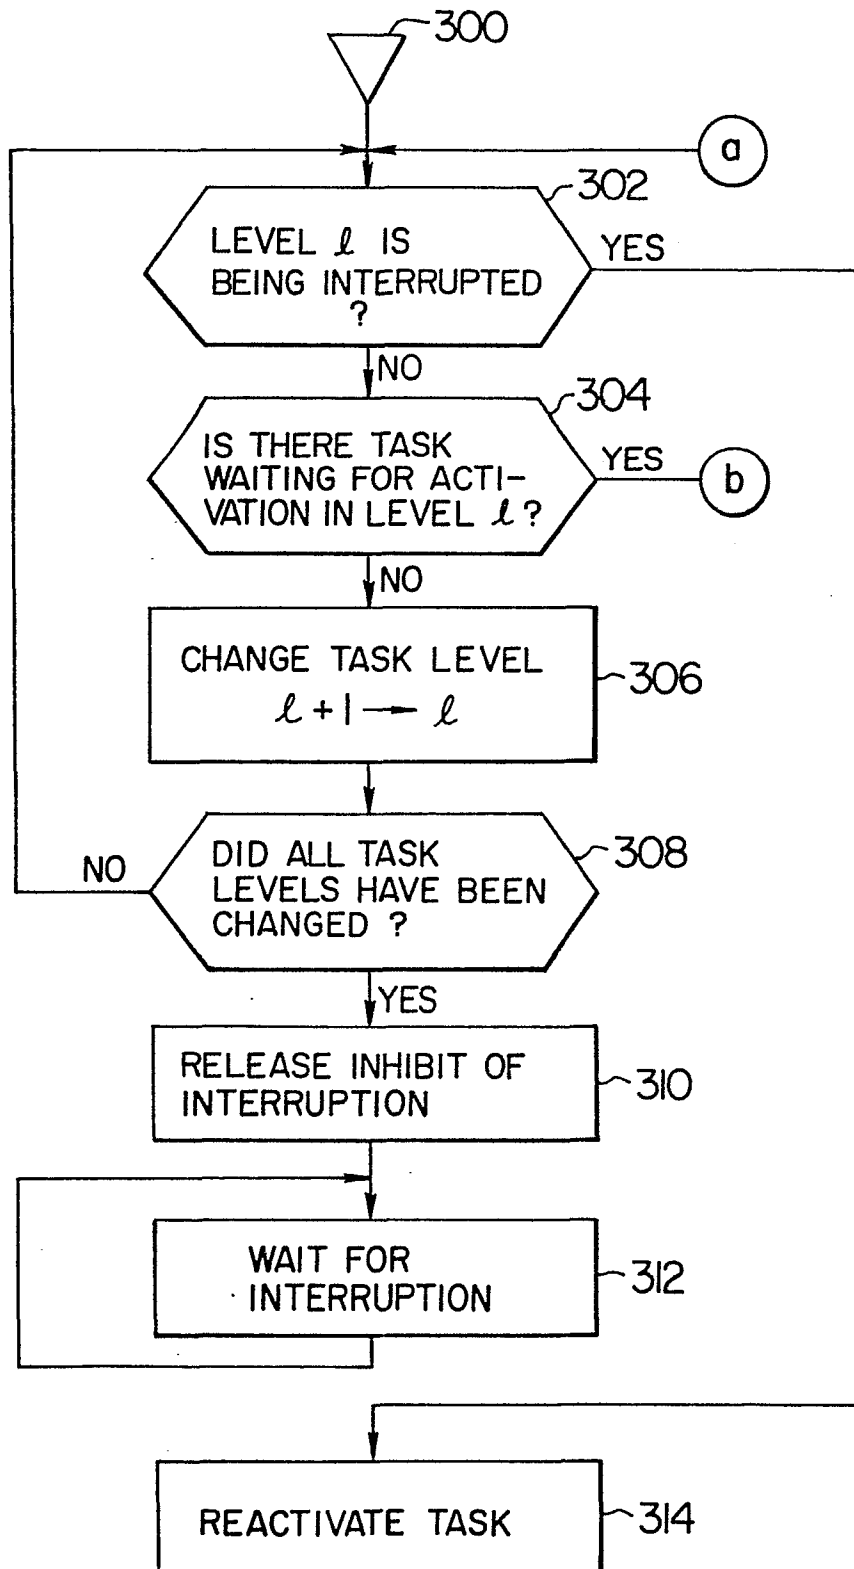 300
a
302
LEVEL ℓ IS
BEING INTERRUPTED
?
YES
NO
304
IS THERE TASK
WAITING FOR ACTI-
VATION IN LEVEL ℓ?
YES
b
NO
CHANGE TASK LEVEL
ℓ + 1 → ℓ
306
DID ALL TASK
LEVELS HAVE BEEN
CHANGED ?
308
NO
YES
RELEASE INHIBIT OF
INTERRUPTION
310
WAIT FOR
INTERRUPTION
312
REACTIVATE TASK
314